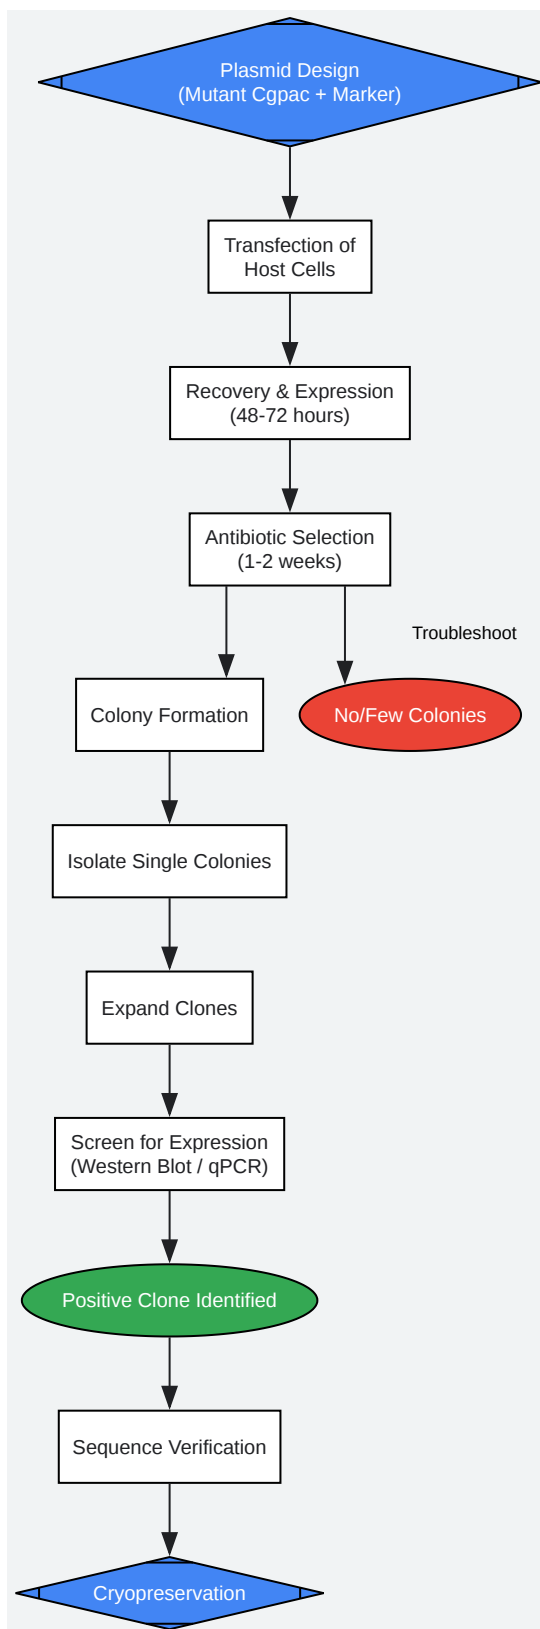 Plasmid Design
(Mutant Cgpac + Marker)
Transfection of
Host Cells
Recovery & Expression
(48-72 hours)
Antibiotic Selection
(1-2 weeks)
Troubleshoot
Colony Formation
No/Few Colonies
Isolate Single Colonies
Expand Clones
Screen for Expression
(Western Blot / qPCR)
Positive Clone Identified
Sequence Verification
Cryopreservation